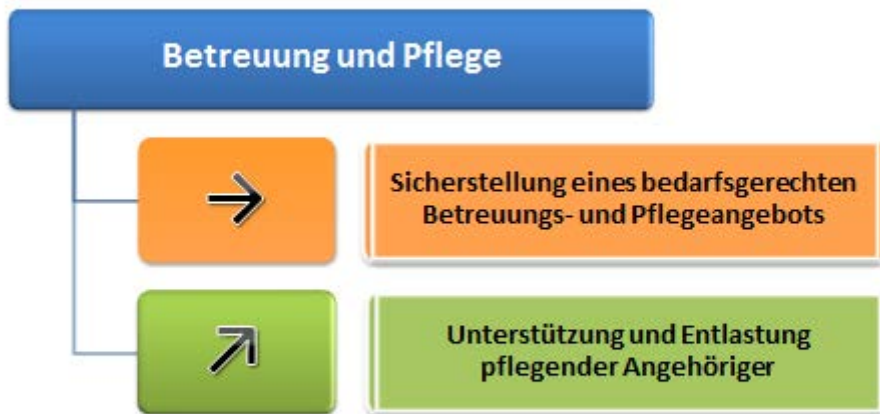 Betreuung und Pflege
Sicherstellung eines bedarfsgerechten
Betreuungs- und Pflegeangebots
Unterstützung und Entlastung
pflegender Angehöriger